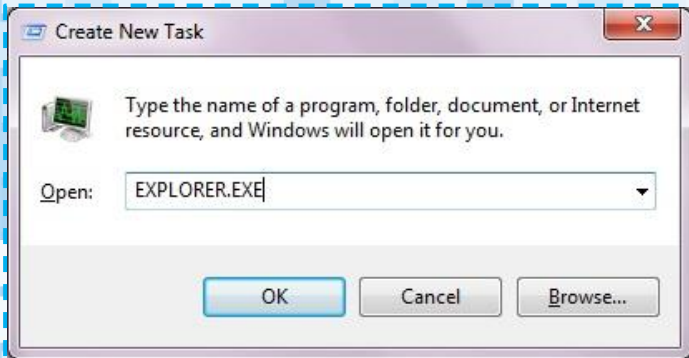 Create New Task
Type the name of a program, folder, document, or Internet
resource, and Windows will open it for you.
Open: EXPLORER.EXE
OK Cancel Browse...